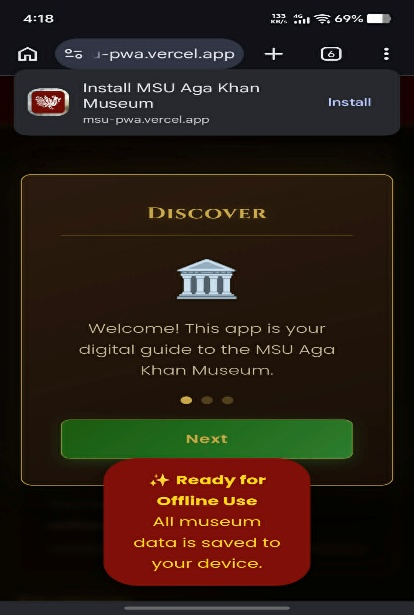 4:18
133 KB/s 4G 69%
u-pwa.vercel.app
6
Install MSU Aga Khan
Museum
msu-pwa.vercel.app
Install
Discover
Welcome! This app is your
digital guide to the MSU Aga
Khan Museum.
Next
✨ Ready for
Offline Use
All museum
data is saved to
your device.